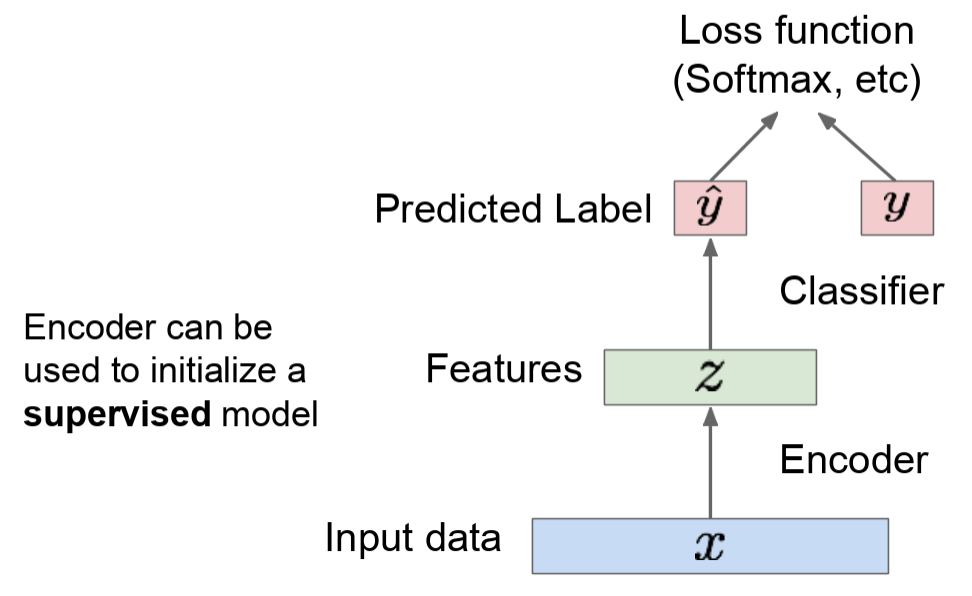 Loss function
(Softmax, etc)
Predicted Label
ŷ
y
Classifier
Encoder can be
used to initialize a
supervised model
Features
z
Encoder
Input data
x